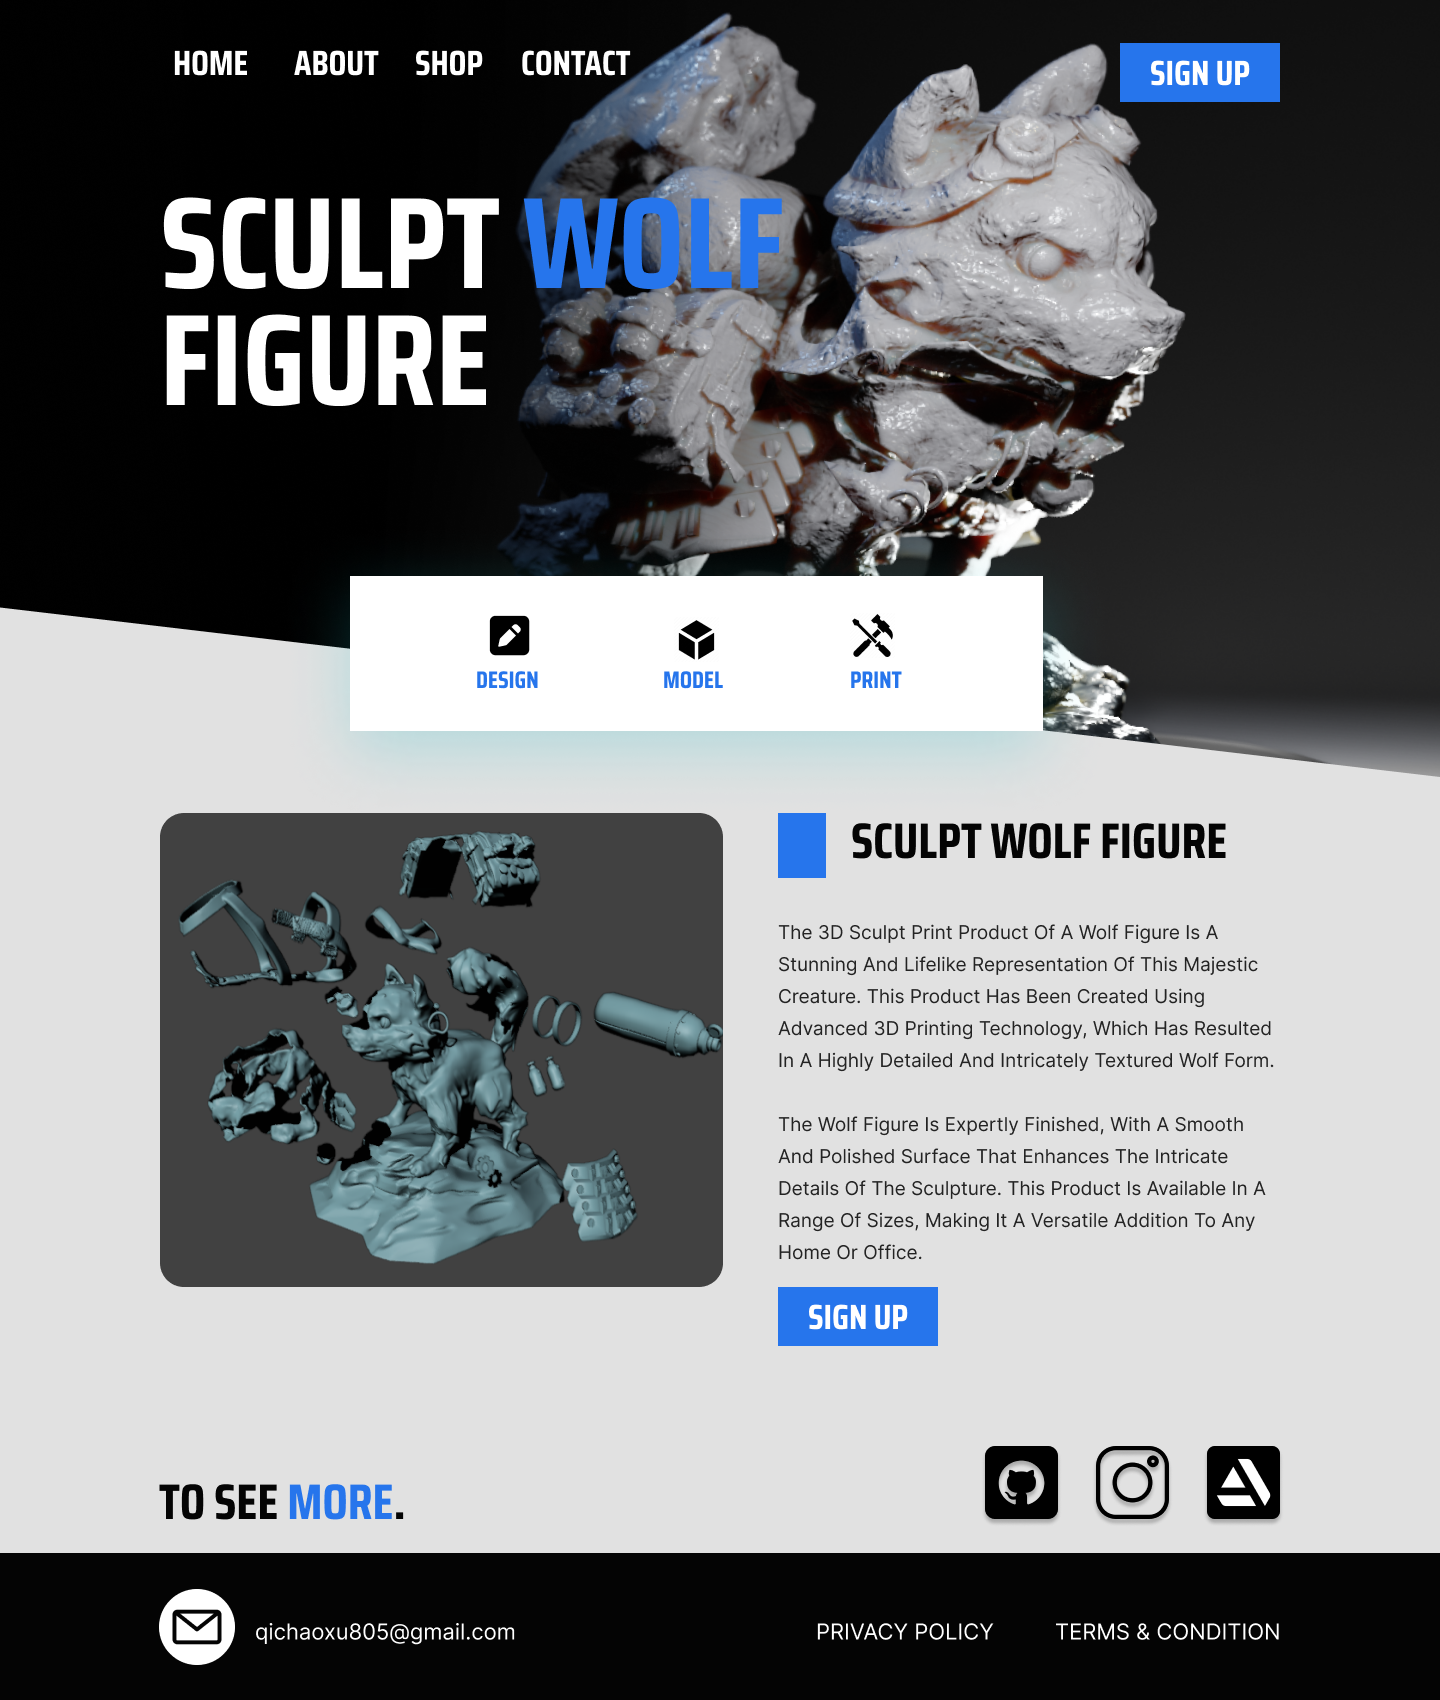 HOME ABOUT SHOP CONTACT
SIGN UP
SCULPT WOLF
FIGURE
DESIGN MODEL PRINT
SCULPT WOLF FIGURE
The 3D Sculpt Print Product Of A Wolf Figure Is A
Stunning And Lifelike Representation Of This Majestic
Creature. This Product Has Been Created Using
Advanced 3D Printing Technology, Which Has Resulted
In A Highly Detailed And Intricately Textured Wolf Form.
The Wolf Figure Is Expertly Finished, With A Smooth
And Polished Surface That Enhances The Intricate
Details Of The Sculpture. This Product Is Available In A
Range Of Sizes, Making It A Versatile Addition To Any
Home Or Office.
SIGN UP
TO SEE MORE.
qichaoxu805@gmail.com
PRIVACY POLICY
TERMS & CONDITION